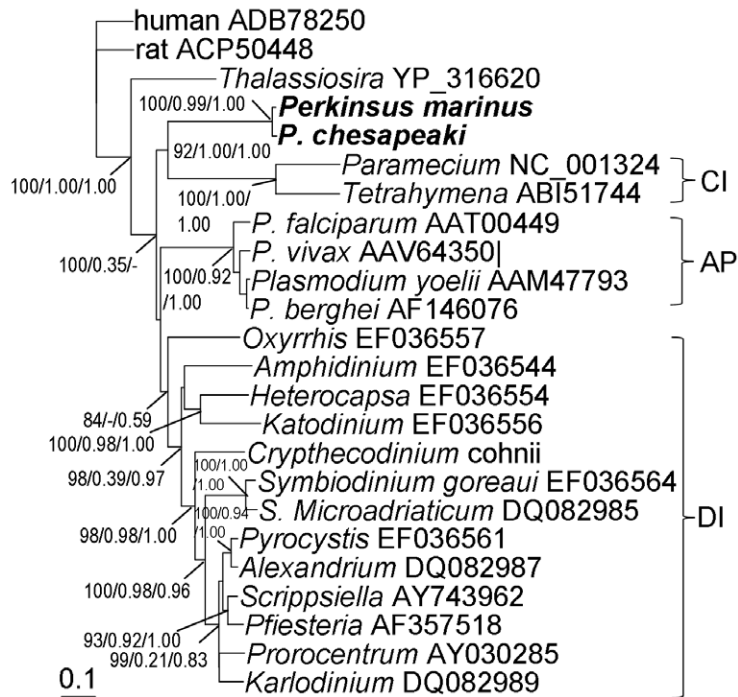 human ADB78250
rat ACP50448
Thalassiosira YP_316620
100/0.99/1.00
Perkinsus marinus
P. chesapeaki
92/1.00/1.00
Paramecium NC_001324
CI
100/1.00/1.00
100/1.00/
1.00
Tetrahymena ABI51744
P. falciparum AAT00449
P. vivax AAV64350|
AP
100/0.35/-
100/0.92
/1.00
Plasmodium yoelii AAM47793
P. berghei AF146076
Oxyrrhis EF036557
Amphidinium EF036544
Heterocapsa EF036554
84/-/0.59
Katodinium EF036556
100/0.98/1.00
Crypthecodinium cohnii
98/0.39/0.97
100/1.00
/1.00
Symbiodinium goreaui EF036564
100/0.94
/1.00
S. Microadriaticum DQ082985
DI
98/0.98/1.00
Pyrocystis EF036561
Alexandrium DQ082987
100/0.98/0.96
Scrippsiella AY743962
Pfiesteria AF357518
93/0.92/1.00
99/0.21/0.83
Prorocentrum AY030285
Karlodinium DQ082989
0.1